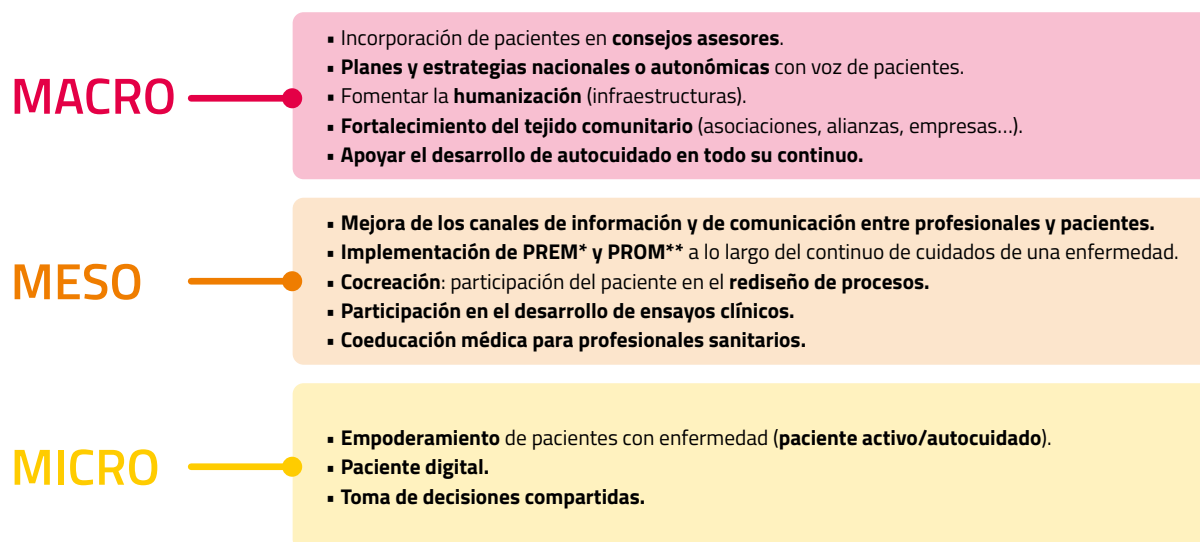 MACRO
▪ Incorporación de pacientes en consejos asesores.
▪ Planes y estrategias nacionales o autonómicas con voz de pacientes.
▪ Fomentar la humanización (infraestructuras).
▪ Fortalecimiento del tejido comunitario (asociaciones, alianzas, empresas...).
▪ Apoyar el desarrollo de autocuidado en todo su continuo.
MESO
▪ Mejora de los canales de información y de comunicación entre profesionales y pacientes.
▪ Implementación de PREM* y PROM** a lo largo del continuo de cuidados de una enfermedad.
▪ Cocreación: participación del paciente en el rediseño de procesos.
▪ Participación en el desarrollo de ensayos clínicos.
▪ Coeducación médica para profesionales sanitarios.
MICRO
▪ Empoderamiento de pacientes con enfermedad (paciente activo/autocuidado).
▪ Paciente digital.
▪ Toma de decisiones compartidas.